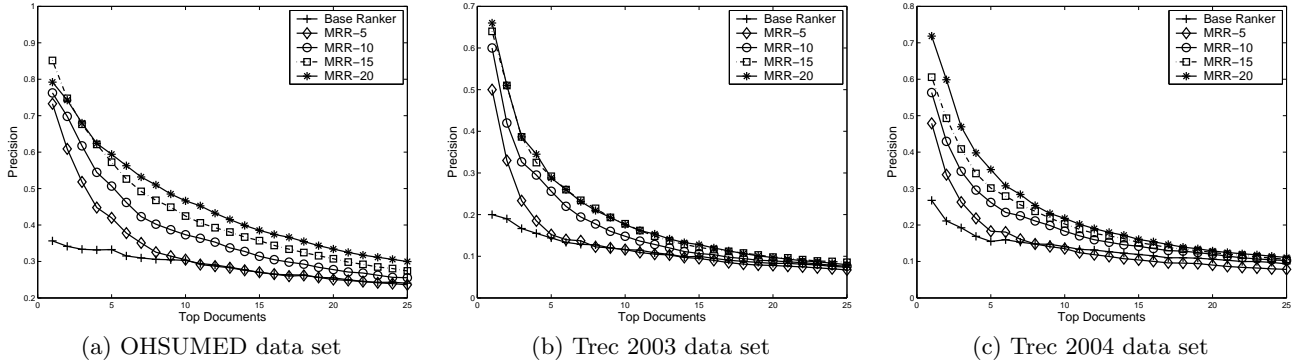 Base Ranker
MRR−5
MRR−10
MRR−15
MRR−20
1
0.9
0.8
0.7
0.6
0.5
0.4
0.3
0.2
Precision
0 5 10 15 20 25
Top Documents
(a) OHSUMED data set
Base Ranker
MRR−5
MRR−10
MRR−15
MRR−20
0.7
0.6
0.5
0.4
0.3
0.2
0.1
0
Precision
0 5 10 15 20 25
Top Documents
(b) Trec 2003 data set
Base Ranker
MRR−5
MRR−10
MRR−15
MRR−20
0.8
0.7
0.6
0.5
0.4
0.3
0.2
0.1
0
Precision
0 5 10 15 20 25
Top Documents
(c) Trec 2004 data set